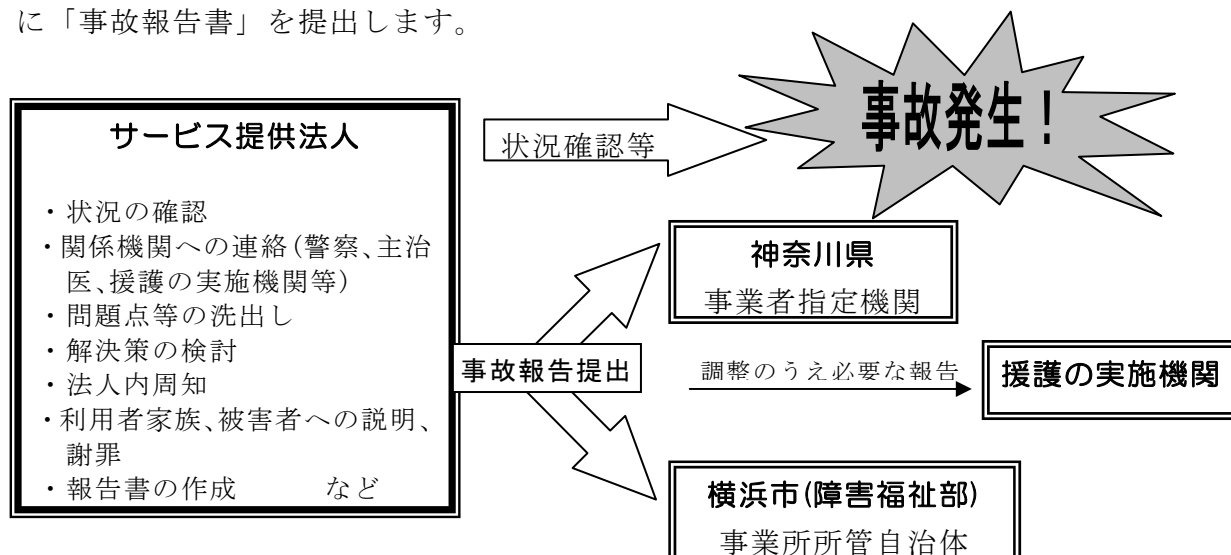 に「事故報告書」を提出します。
サービス提供法人
・状況の確認
・関係機関への連絡(警察、主治
医、援護の実施機関等)
・問題点等の洗出し
・解決策の検討
・法人内周知
・利用者家族、被害者への説明、
謝罪
・報告書の作成　　など
状況確認等
事故発生！
事故報告提出
神奈川県
事業者指定機関
調整のうえ必要な報告
援護の実施機関
横浜市(障害福祉部)
事業所所管自治体